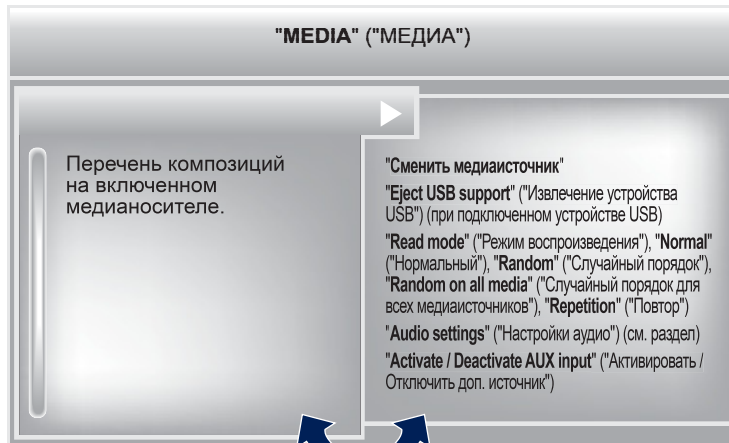 "MEDIA" ("МЕДИА")
Перечень композиций
на включенном
медианосителе.
"Сменить медиаисточник"
"Eject USB support" ("Извлечение устройства
USB") (при подключенном устройстве USB)
"Read mode" ("Режим воспроизведения"), "Normal"
("Нормальный"), "Random" ("Случайный порядок"),
"Random on all media" ("Случайный порядок для
всех медиаисточников"), "Repetition" ("Повтор")
"Audio settings" ("Настройки аудио") (см. раздел)
"Activate / Deactivate AUX input" ("Активировать /
Отключить доп. источник")